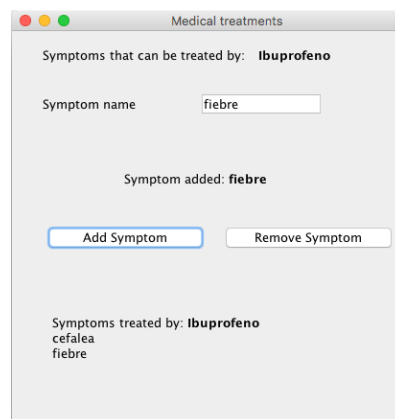 Medical treatments
Symptoms that can be treated by: Ibuprofeno
Symptom name fiebre
Symptom added: fiebre
Add Symptom Remove Symptom
Symptoms treated by: Ibuprofeno
cefalea
fiebre